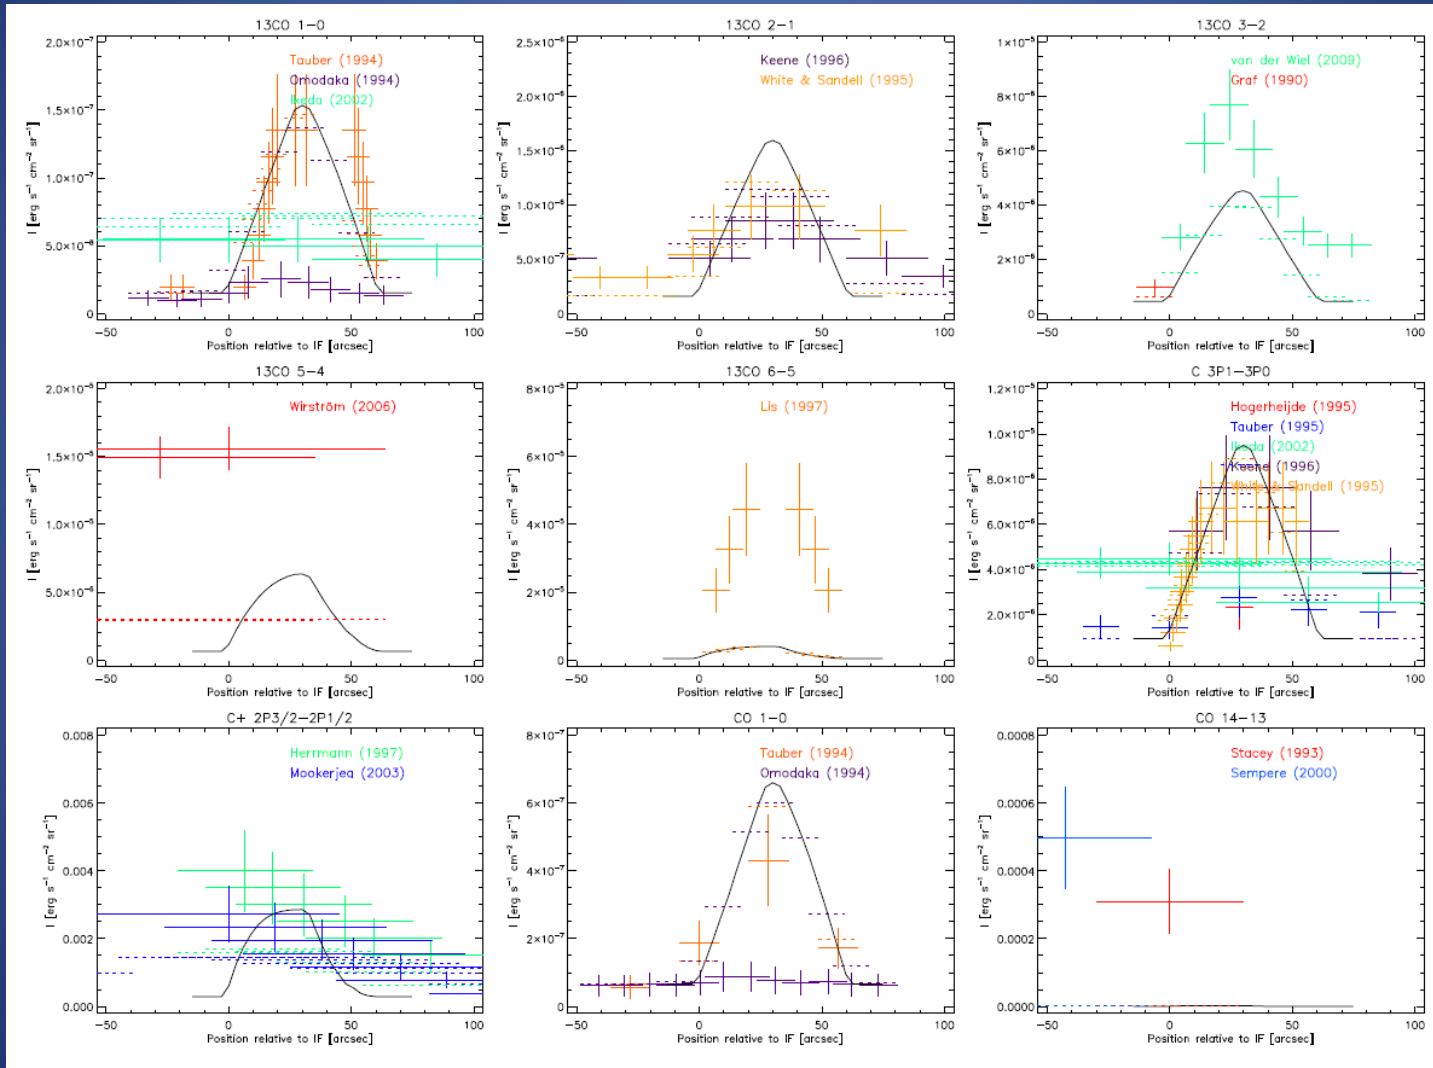 13CO 1-0
2.0×10⁻⁷
1.5×10⁻⁷
1.0×10⁻⁷
5.0×10⁻⁸
0
I [erg s⁻¹ cm⁻² sr⁻¹]
Tauber (1994)
Omodaka (1994)
Ikeda (2002)
-50 0 50 100
Position relative to IF [arcsec]
13CO 2-1
2.5×10⁻⁶
2.0×10⁻⁶
1.5×10⁻⁶
1.0×10⁻⁶
5.0×10⁻⁷
0
I [erg s⁻¹ cm⁻² sr⁻¹]
Keene (1996)
White & Sandell (1995)
-50 0 50 100
Position relative to IF [arcsec]
13CO 3-2
1×10⁻⁵
8×10⁻⁶
6×10⁻⁶
4×10⁻⁶
2×10⁻⁶
0
I [erg s⁻¹ cm⁻² sr⁻¹]
van der Wiel (2009)
Graf (1990)
-50 0 50 100
Position relative to IF [arcsec]
13CO 5-4
2.0×10⁻⁵
1.5×10⁻⁵
1.0×10⁻⁵
5.0×10⁻⁶
0
I [erg s⁻¹ cm⁻² sr⁻¹]
Wirström (2006)
-50 0 50 100
Position relative to IF [arcsec]
13CO 6-5
8×10⁻⁵
6×10⁻⁵
4×10⁻⁵
2×10⁻⁵
0
I [erg s⁻¹ cm⁻² sr⁻¹]
Lis (1997)
-50 0 50 100
Position relative to IF [arcsec]
C 3P1-3P0
1.2×10⁻⁵
1.0×10⁻⁵
8.0×10⁻⁶
6.0×10⁻⁶
4.0×10⁻⁶
2.0×10⁻⁶
0
I [erg s⁻¹ cm⁻² sr⁻¹]
Hogerheijde (1995)
Tauber (1995)
Ikeda (2002)
Keene (1996)
White & Sandell (1995)
-50 0 50 100
Position relative to IF [arcsec]
C+ 2P3/2-2P1/2
0.008
0.006
0.004
0.002
0.000
I [erg s⁻¹ cm⁻² sr⁻¹]
Herrmann (1997)
Mookerjea (2003)
-50 0 50 100
Position relative to IF [arcsec]
CO 1-0
8×10⁻⁷
6×10⁻⁷
4×10⁻⁷
2×10⁻⁷
0
I [erg s⁻¹ cm⁻² sr⁻¹]
Tauber (1994)
Omodaka (1994)
-50 0 50 100
Position relative to IF [arcsec]
CO 14-13
0.0008
0.0006
0.0004
0.0002
0.0000
I [erg s⁻¹ cm⁻² sr⁻¹]
Stacey (1993)
Sempere (2000)
-50 0 50 100
Position relative to IF [arcsec]